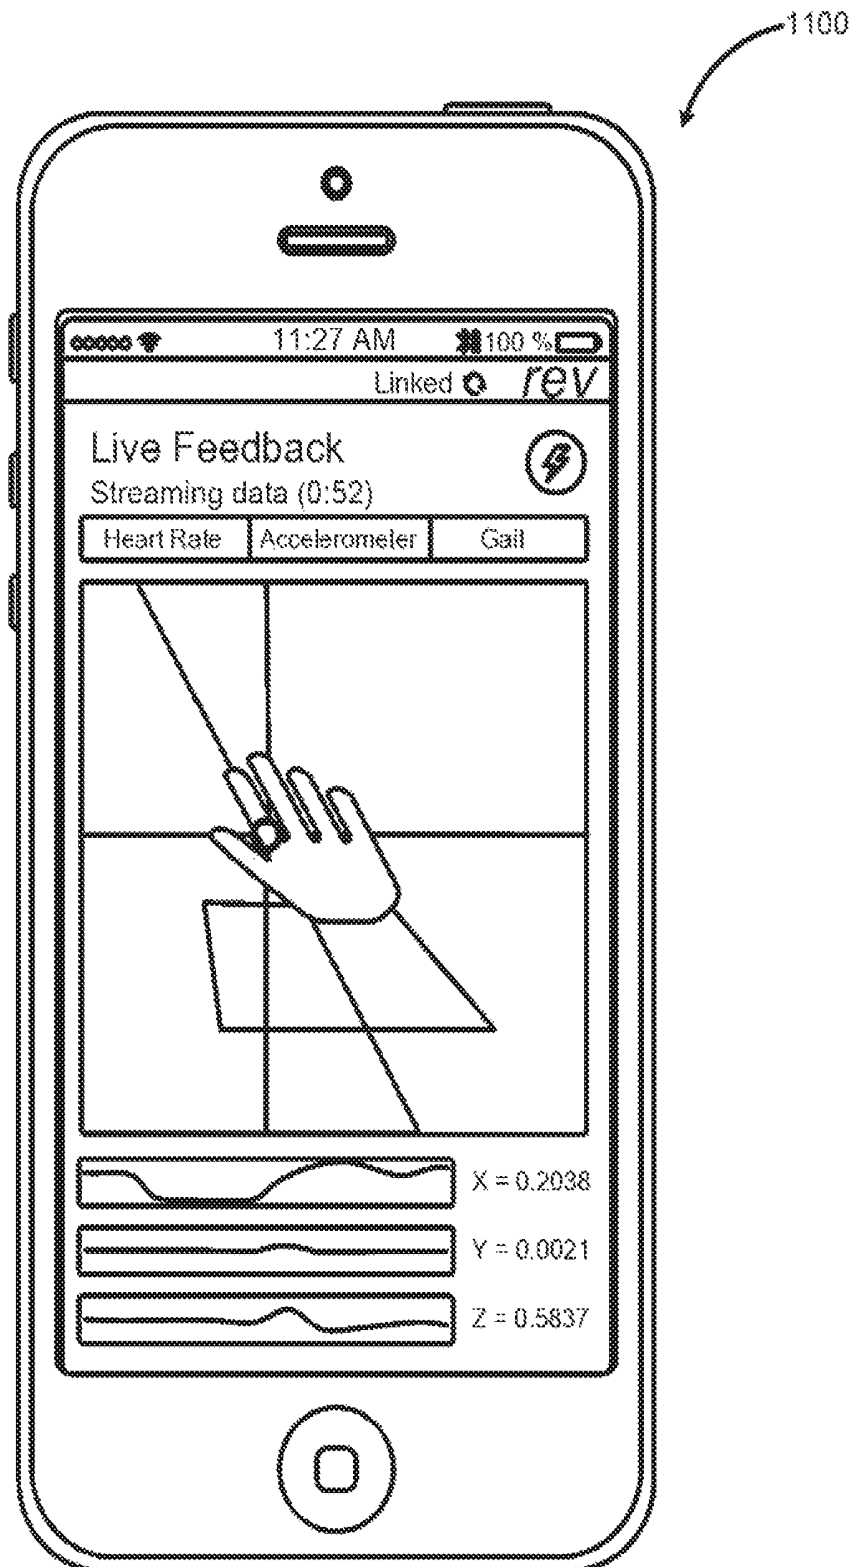 1100
11:27 AM 100 %
Linked rev
Live Feedback
Streaming data (0:52)
Heart Rate Accelerometer Gait
X = 0.2038
Y = 0.0021
Z = 0.5837